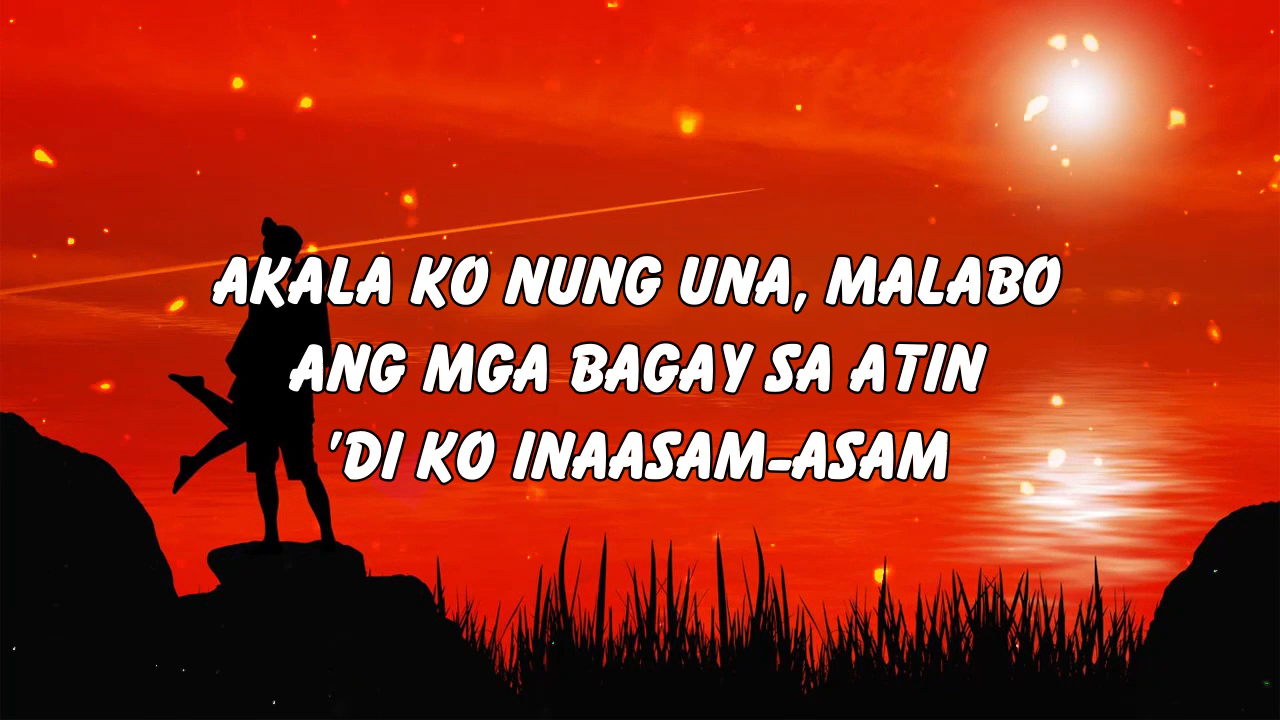 AKALA KO NUNG UNA, MALABO
ANG MGA BAGAY SA ATIN
'DI KO INAASAM-ASAM